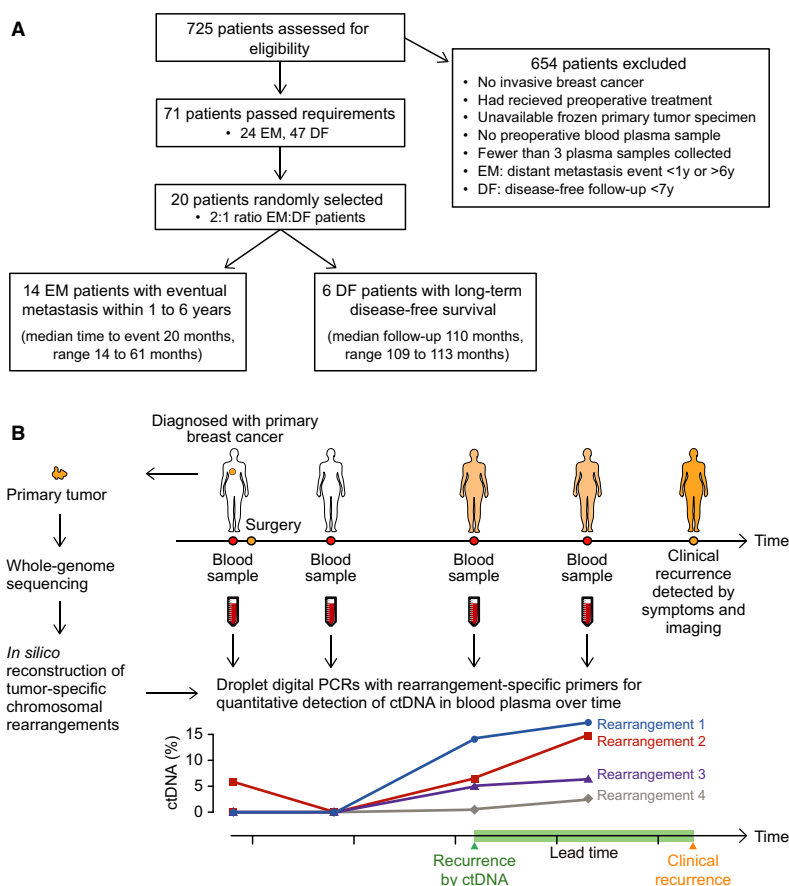 A
725 patients assessed for
eligibility
654 patients excluded
• No invasive breast cancer
• Had recieved preoperative treatment
• Unavailable frozen primary tumor specimen
• No preoperative blood plasma sample
• Fewer than 3 plasma samples collected
• EM: distant metastasis event <1y or >6y
• DF: disease-free follow-up <7y
71 patients passed requirements
• 24 EM, 47 DF
20 patients randomly selected
• 2:1 ratio EM:DF patients
14 EM patients with eventual
metastasis within 1 to 6 years
(median time to event 20 months,
range 14 to 61 months)
6 DF patients with long-term
disease-free survival
(median follow-up 110 months,
range 109 to 113 months)
B
Diagnosed with primary
breast cancer
Primary tumor
Whole-genome
sequencing
In silico
reconstruction of
tumor-specific
chromosomal
rearrangements
Surgery
Time
Blood
sample
Blood
sample
Blood
sample
Blood
sample
Clinical
recurrence
detected by
symptoms and
imaging
Droplet digital PCRs with rearrangement-specific primers for
quantitative detection of ctDNA in blood plasma over time
ctDNA (%)
15
10
5
0
Rearrangement 1
Rearrangement 2
Rearrangement 3
Rearrangement 4
Time
Recurrence
by ctDNA
Lead time
Clinical
recurrence